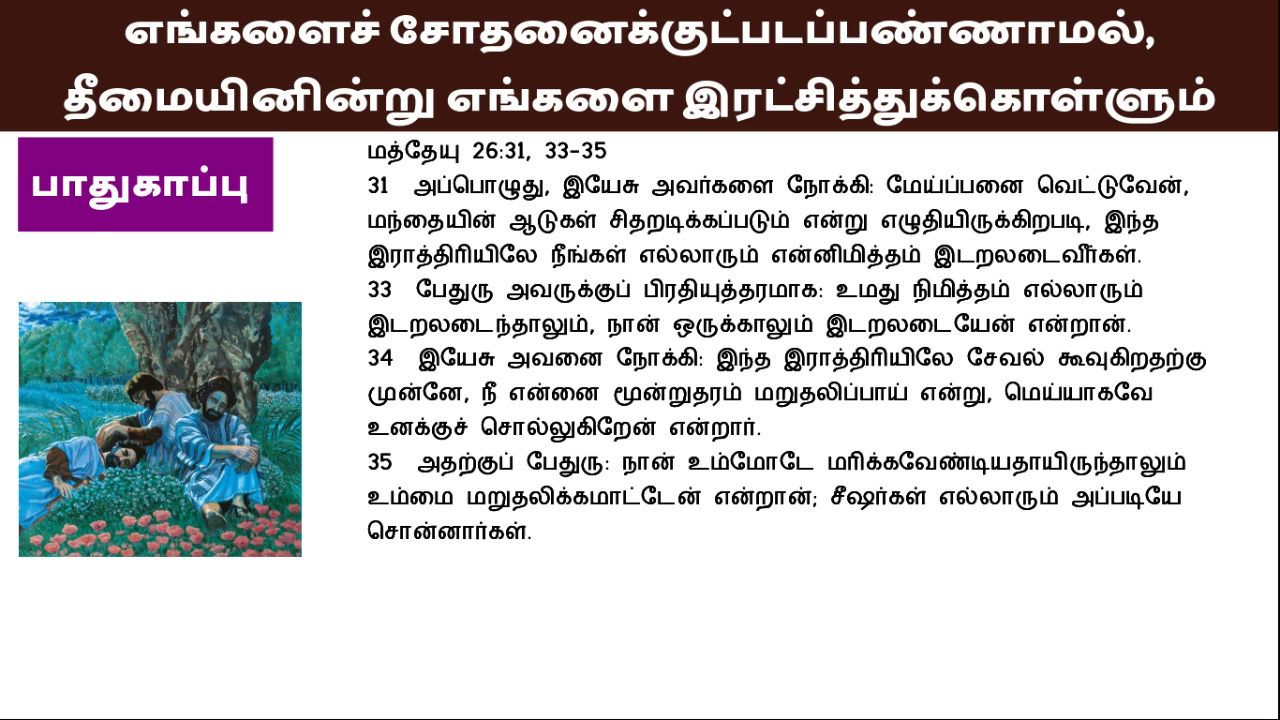 எங்களைச் சோதனைக்குட்படப்பண்ணாமல்,
தீமையினின்று எங்களை இரட்சித்துக்கொள்ளும்
பாதுகாப்பு
மத்தேயு 26:31, 33-35
31 அப்பொழுது, இயேசு அவர்களை நோக்கி: மேய்ப்பனை வெட்டுவேன்,
மந்தையின் ஆடுகள் சிதறடிக்கப்படும் என்று எழுதியிருக்கிறபடி, இந்த
இராத்திரியிலே நீங்கள் எல்லாரும் என்னிமித்தம் இடறலடைவீர்கள்.
33 பேதுரு அவருக்குப் பிரதியுத்தரமாக: உமது நிமித்தம் எல்லாரும்
இடறலடைந்தாலும், நான் ஒருக்காலும் இடறலடையேன் என்றான்.
34 இயேசு அவனை நோக்கி: இந்த இராத்திரியிலே சேவல் கூவுகிறதற்கு
முன்னே, நீ என்னை மூன்றுதரம் மறுதலிப்பாய் என்று, மெய்யாகவே
உனக்குச் சொல்லுகிறேன் என்றார்.
35 அதற்குப் பேதுரு: நான் உம்மோடே மரிக்கவேண்டியதாயிருந்தாலும்
உம்மை மறுதலிக்கமாட்டேன் என்றான்; சீஷர்கள் எல்லாரும் அப்படியே
சொன்னார்கள்.